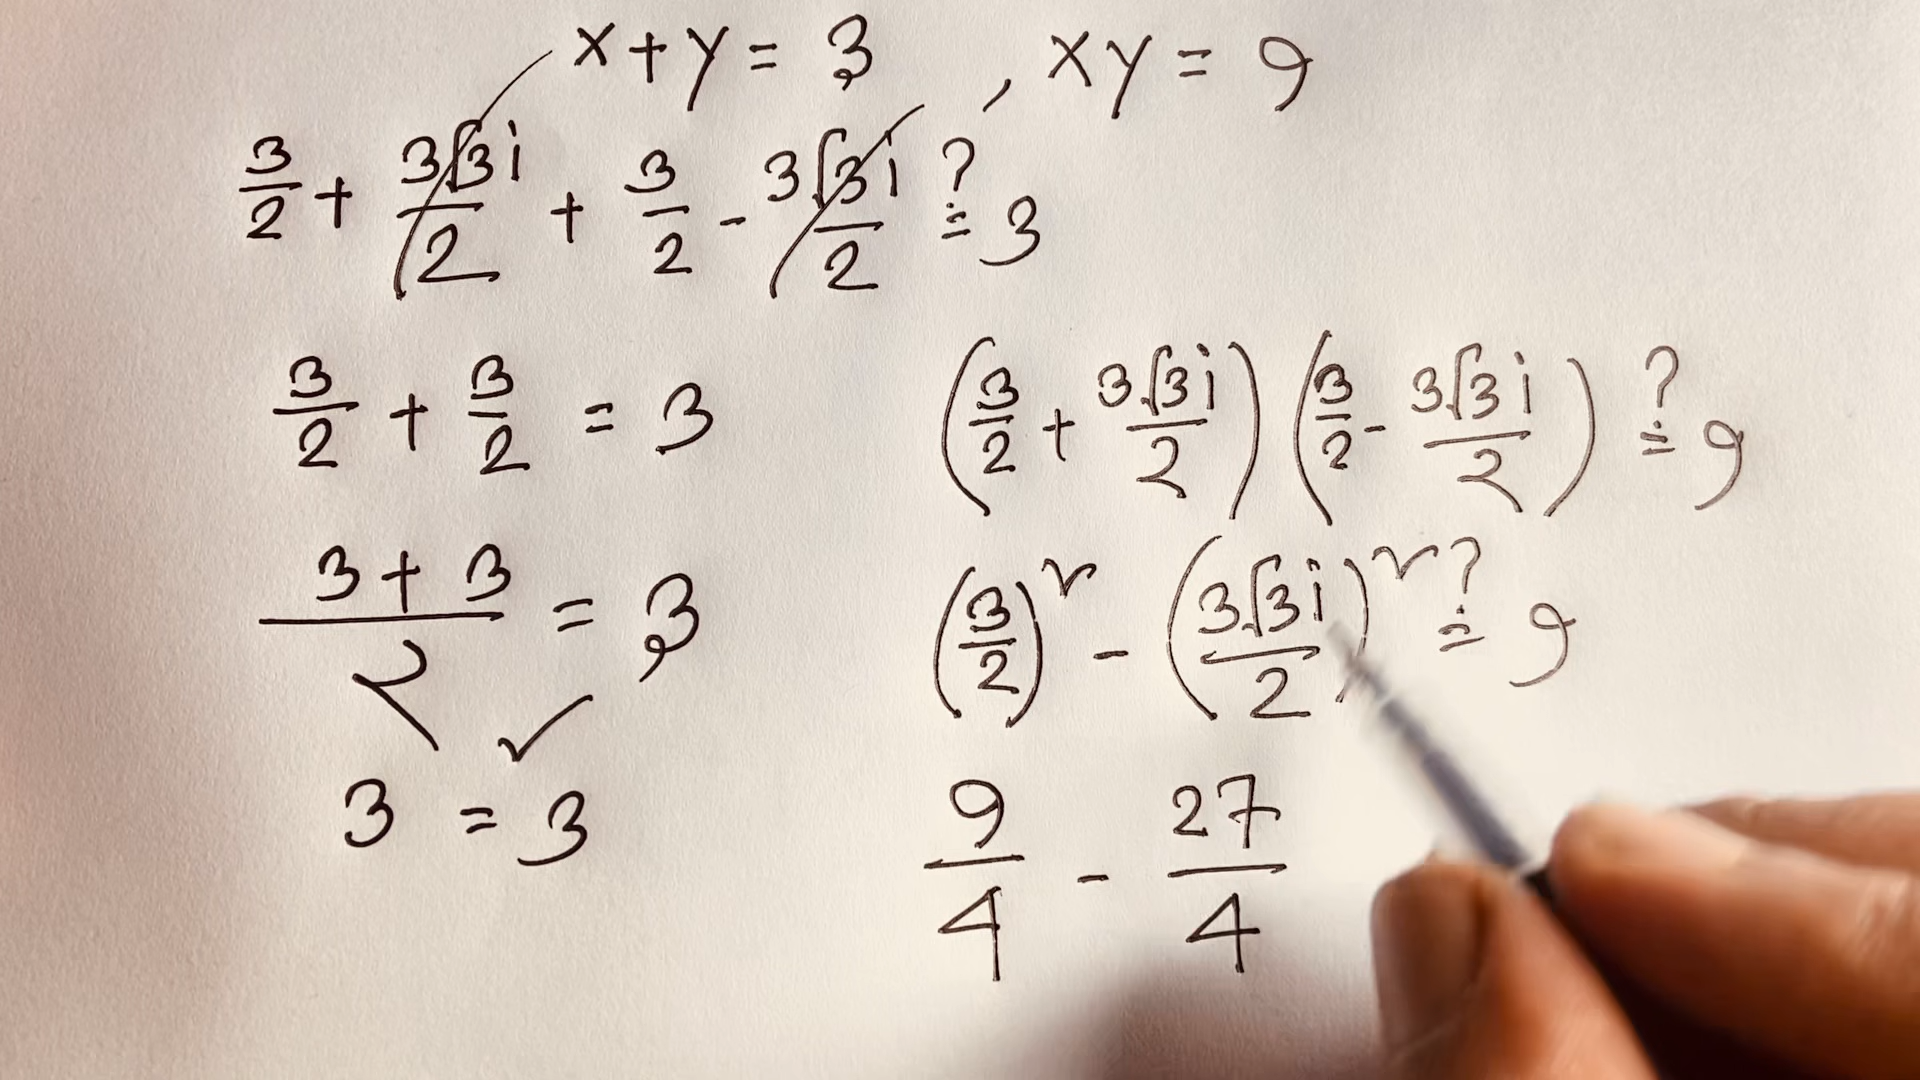 x + y = 3 , xy = 9
3/2 + 3√3i/2 + 3/2 - 3√3i/2 ?= 3
3/2 + 3/2 = 3
3 + 3/2 = 3
3 = 3 ✓
(3/2 + 3√3i/2) (3/2 - 3√3i/2) ?= 9
(3/2)² - (3√3i/2)² ?= 9
9/4 - 27/4